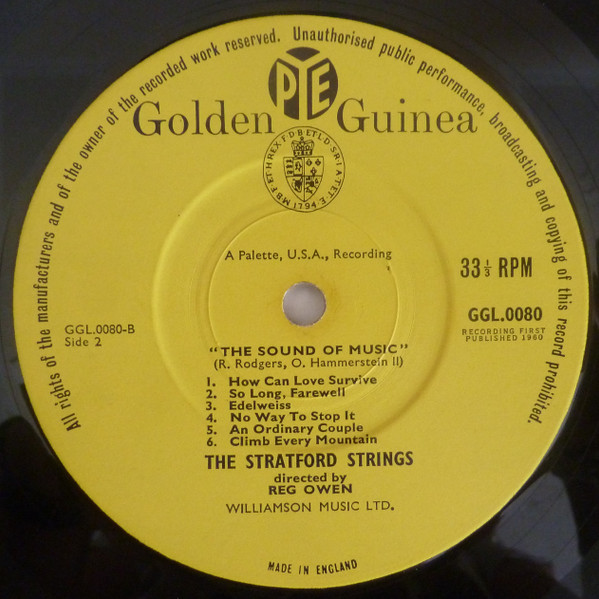 All rights of the manufacturers and of the owner of the recorded work reserved. Unauthorised public performance, broadcasting and copying of this record prohibited.
PYE
Golden Guinea
A Palette, U.S.A., Recording
33 1/3 RPM
GGL.0080
RECORDING FIRST
PUBLISHED 1960
GGL.0080-B
Side 2
"THE SOUND OF MUSIC"
(R. Rodgers, O. Hammerstein II)
1. How Can Love Survive
2. So Long, Farewell
3. Edelweiss
4. No Way To Stop It
5. An Ordinary Couple
6. Climb Every Mountain
THE STRATFORD STRINGS
directed by
REG OWEN
WILLIAMSON MUSIC LTD.
MADE IN ENGLAND